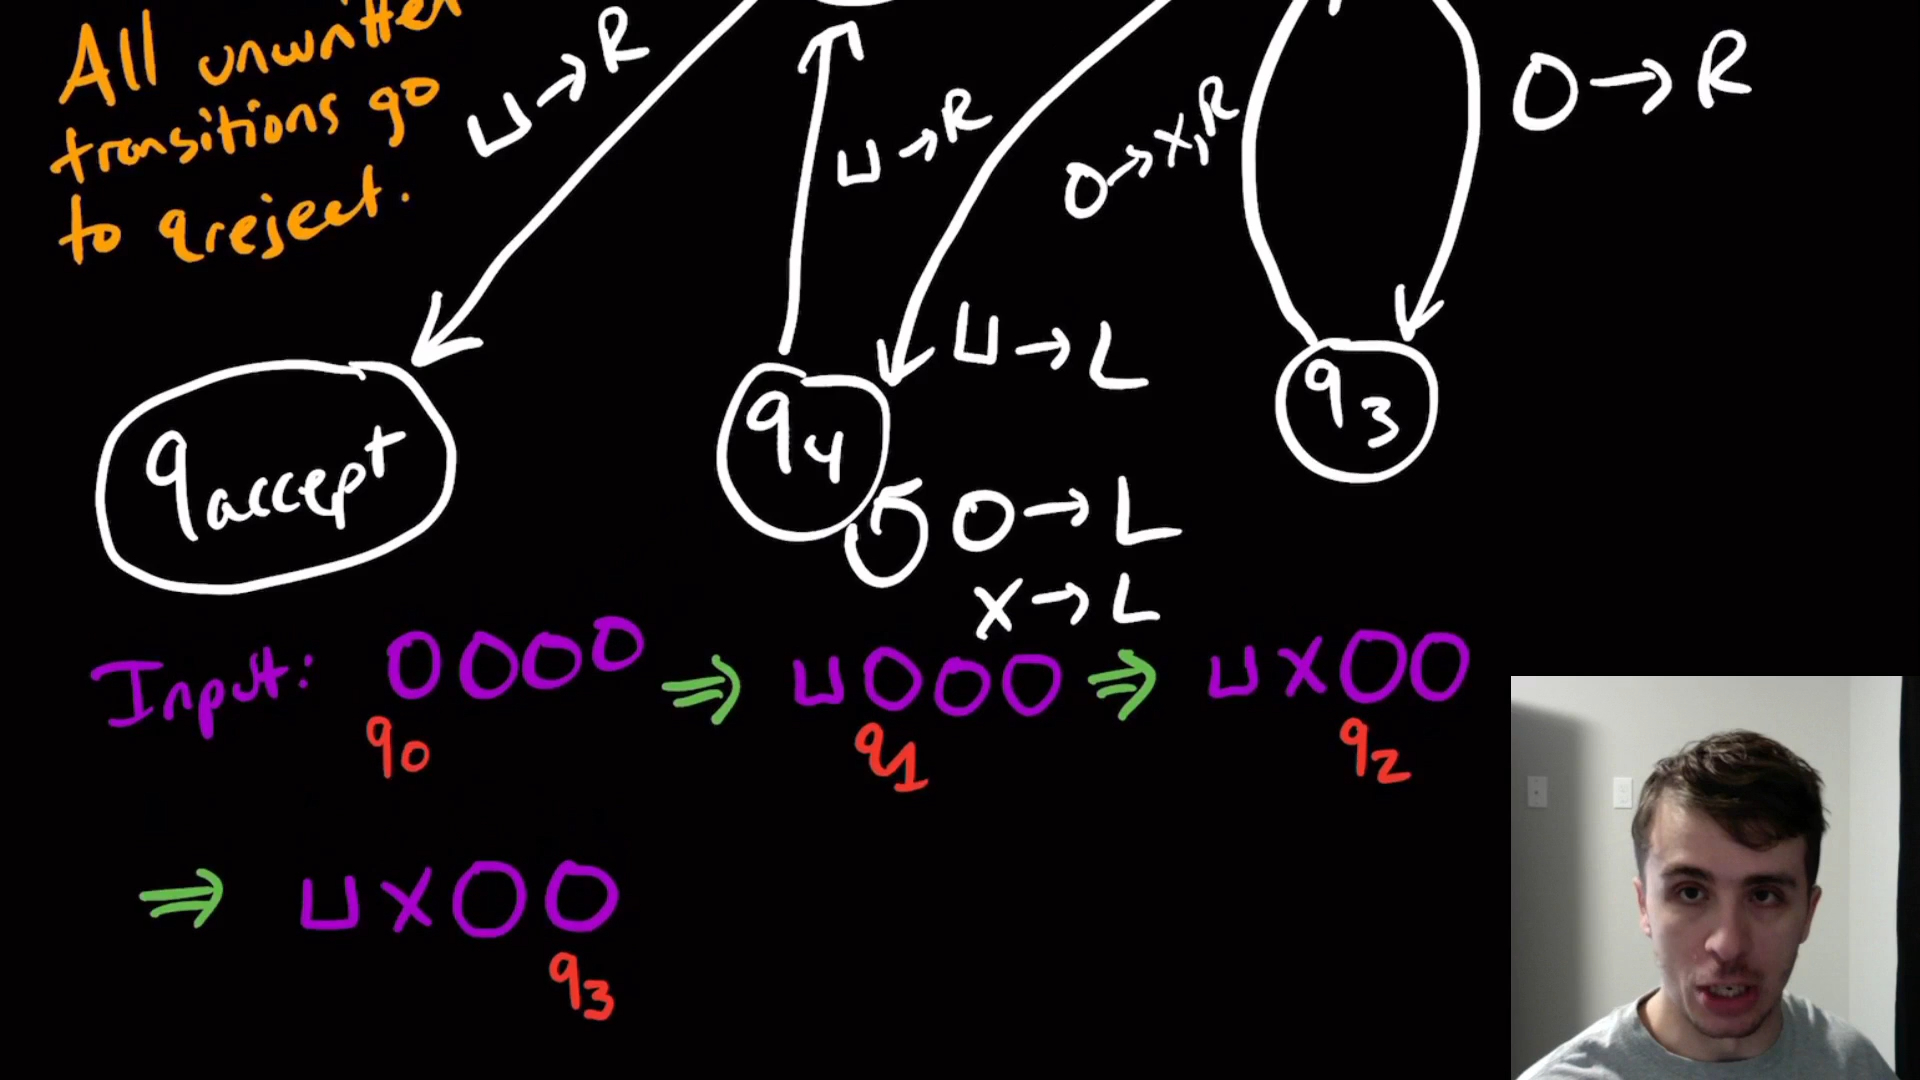 All unwritten
transitions go
to qreject.
⊔→R
⊔→R
0→x,R
0→R
⊔→L
qaccept
q4
q3
0→L
x→L
Input: 0000 ⇒ ⊔000 ⇒ ⊔x00
q0 q1 q2
⇒ ⊔x00
q3